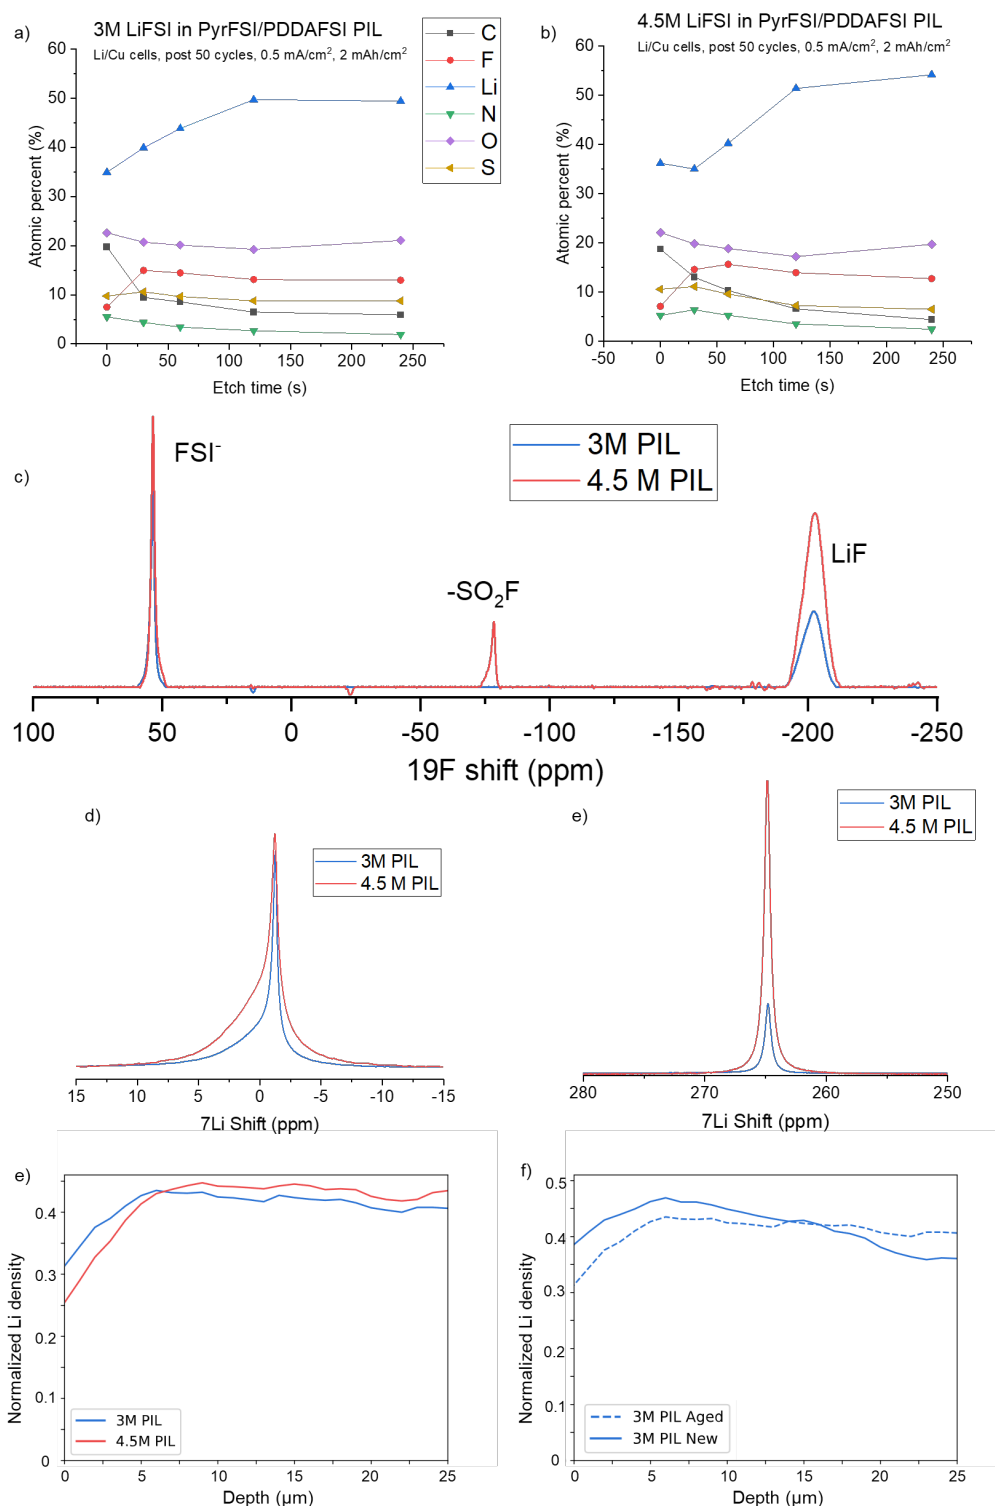 a)
3M LiFSI in PyrFSI/PDDAFSI PIL
Li/Cu cells, post 50 cycles, 0.5 mA/cm², 2 mAh/cm²
60
50
40
30
20
10
0
Atomic percent (%)
0 50 100 150 200 250
Etch time (s)
C
F
Li
N
O
S
b)
4.5M LiFSI in PyrFSI/PDDAFSI PIL
Li/Cu cells, post 50 cycles, 0.5 mA/cm², 2 mAh/cm²
60
50
40
30
20
10
0
Atomic percent (%)
-50 0 50 100 150 200 250
Etch time (s)
c)
FSI⁻
-SO₂F
LiF
3M PIL
4.5 M PIL
100 50 0 -50 -100 -150 -200 -250
19F shift (ppm)
d)
3M PIL
4.5 M PIL
15 10 5 0 -5 -10 -15
7Li Shift (ppm)
e)
3M PIL
4.5 M PIL
280 270 260 250
7Li Shift (ppm)
e)
0.4
0.3
0.2
0.1
0
Normalized Li density
3M PIL
4.5M PIL
0 5 10 15 20 25
Depth (μm)
f)
0.5
0.4
0.3
0.2
0.1
0
Normalized Li density
3M PIL Aged
3M PIL New
0 5 10 15 20 25
Depth (μm)